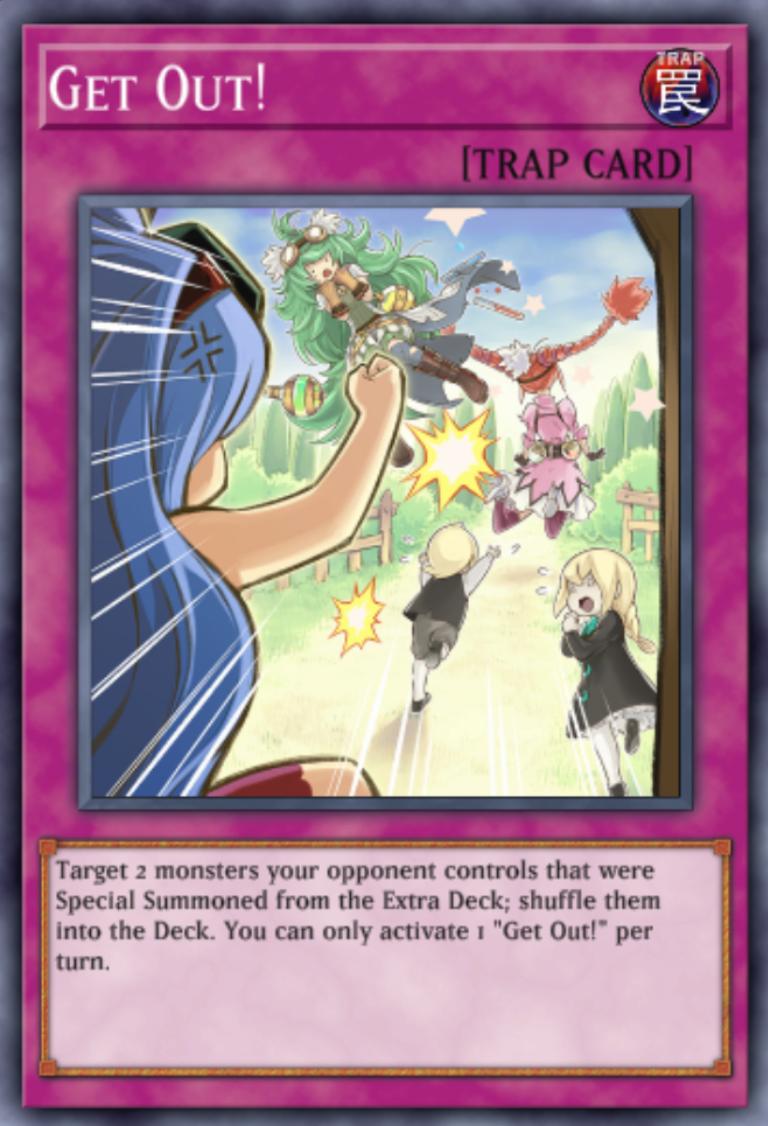 GET OUT!
TRAP
罠
[TRAP CARD]
Target 2 monsters your opponent controls that were
Special Summoned from the Extra Deck; shuffle them
into the Deck. You can only activate 1 "Get Out!" per
turn.